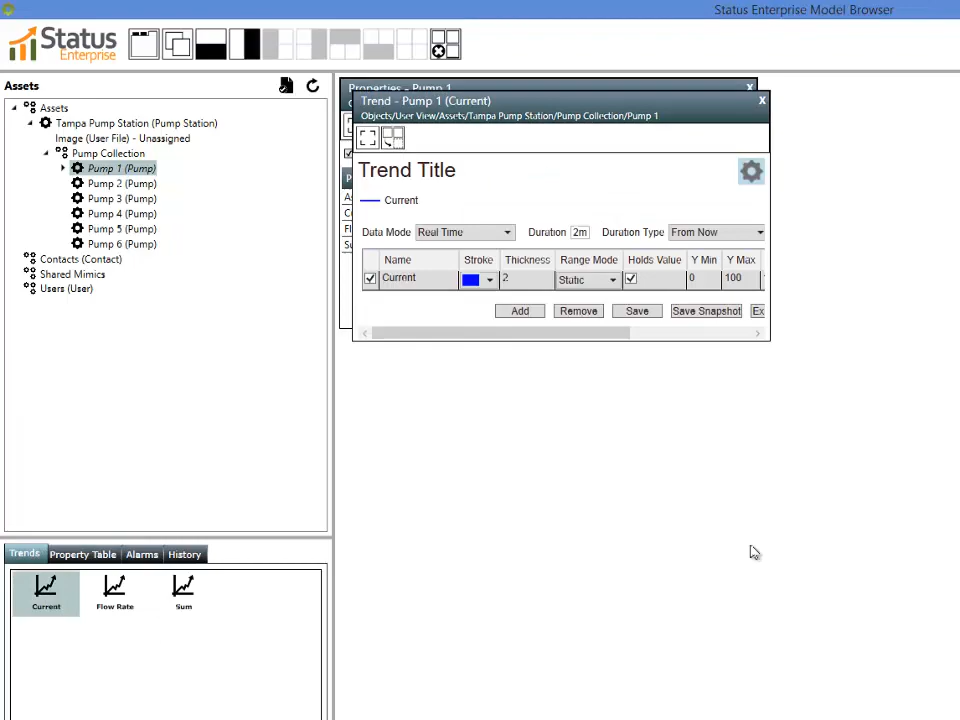 Status Enterprise Model Browser
Status
Enterprise
Assets
Assets
Tampa Pump Station (Pump Station)
Image (User File) - Unassigned
Pump Collection
Pump 1 (Pump)
Pump 2 (Pump)
Pump 3 (Pump)
Pump 4 (Pump)
Pump 5 (Pump)
Pump 6 (Pump)
Contacts (Contact)
Shared Mimics
Users (User)
Properties - Pump 1
X
Trend - Pump 1 (Current)
X
Objects/User View/Assets/Tampa Pump Station/Pump Collection/Pump 1
Trend Title
Current
Data Mode Real Time Duration 2m Duration Type From Now
Name Stroke Thickness Range Mode Holds Value Y Min Y Max
Current 2 Static 0 100
Add Remove Save Save Snapshot Ex
Trends Property Table Alarms History
Current Flow Rate Sum